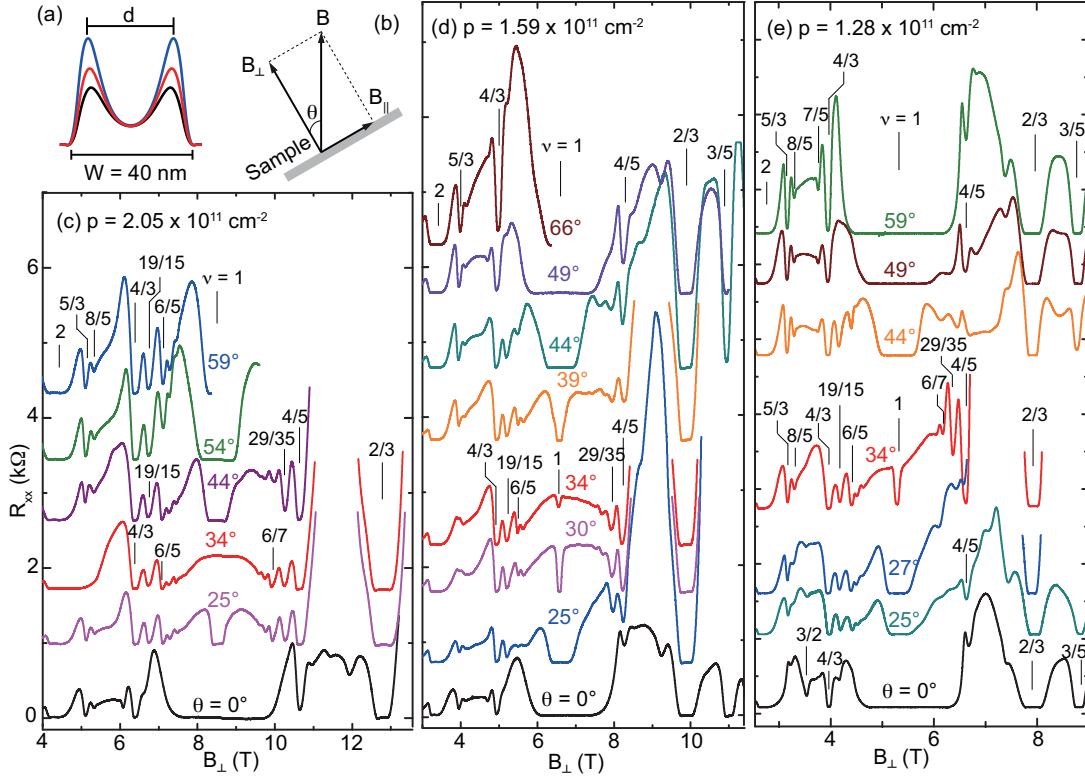 (a)
d
W = 40 nm
(b)
B
B⊥
B||
θ
Sample
(c) p = 2.05 x 10¹¹ cm⁻²
2
5/3
8/5
4/3
19/15
6/5
ν = 1
59°
54°
44°
19/15
29/35
4/5
2/3
34°
4/3
6/5
6/7
25°
θ = 0°
Rxx (kΩ)
6
4
2
0
4 6 8 10 12
B⊥ (T)
(d) p = 1.59 x 10¹¹ cm⁻²
2
5/3
4/3
ν = 1
4/5
2/3
3/5
66°
49°
44°
39°
4/3
19/15
6/5
1
29/35
4/5
34°
30°
25°
θ = 0°
4 6 8 10
B⊥ (T)
(e) p = 1.28 x 10¹¹ cm⁻²
2
5/3
8/5
7/5
4/3
ν = 1
2/3
3/5
59°
4/5
49°
44°
5/3
8/5
4/3
19/15
6/5
1
6/7
29/35
4/5
2/3
34°
27°
4/5
25°
3/2
4/3
2/3
3/5
θ = 0°
4 6 8
B⊥ (T)